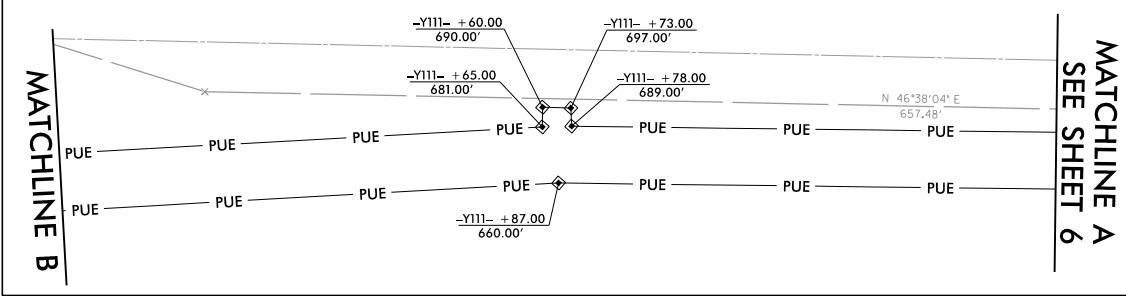 -Y111- +60.00
690.00'
-Y111- +73.00
697.00'
-Y111- +65.00
681.00'
-Y111- +78.00
689.00'
N 46°38'04" E
657.48'
PUE PUE PUE PUE PUE PUE PUE
PUE PUE PUE PUE PUE PUE PUE
-Y111- +87.00
660.00'
MATCHLINE B
MATCHLINE A
SEE SHEET 6